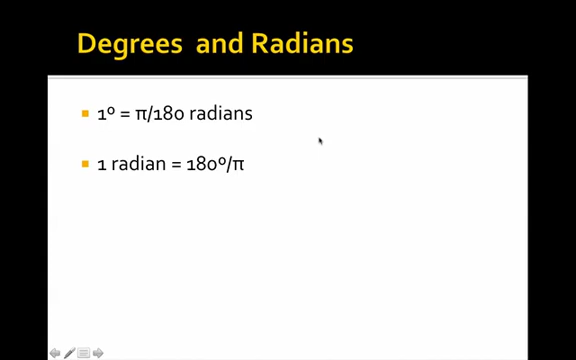 Degrees and Radians
1º = π/180 radians
1 radian = 180º/π